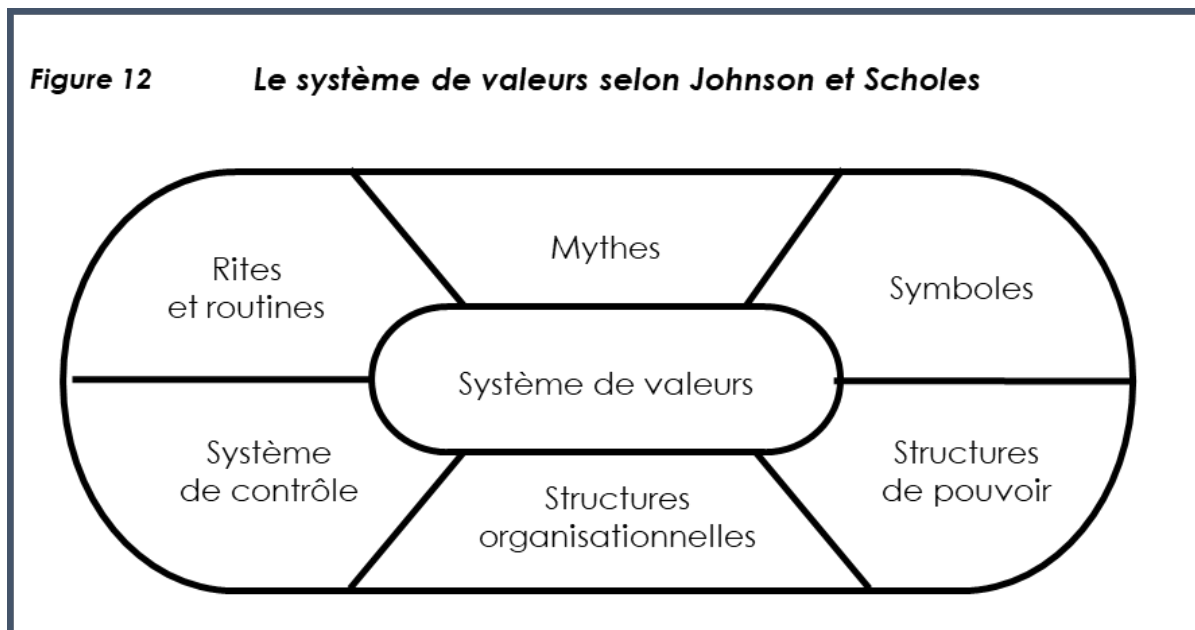 Figure 12 Le système de valeurs selon Johnson et Scholes
Mythes
Rites
et routines
Symboles
Système de valeurs
Système
de contrôle
Structures
organisationnelles
Structures
de pouvoir